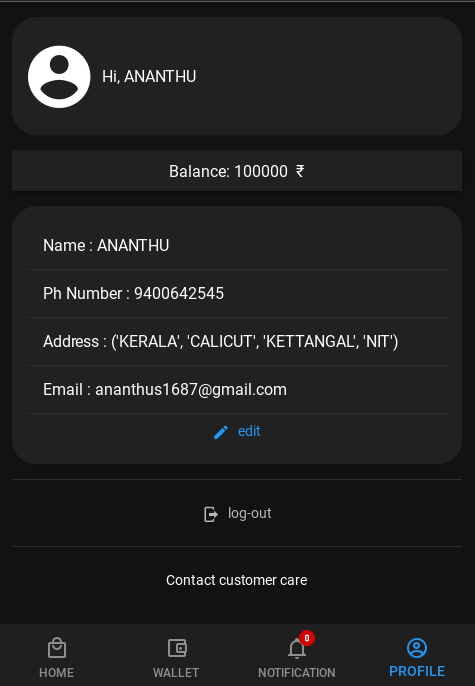 Hi, ANANTHU
Balance: 100000 ₹
Name : ANANTHU
Ph Number : 9400642545
Address : ('KERALA', 'CALICUT', 'KETTANGAL', 'NIT')
Email : ananthus1687@gmail.com
edit
log-out
Contact customer care
0
HOME WALLET NOTIFICATION PROFILE